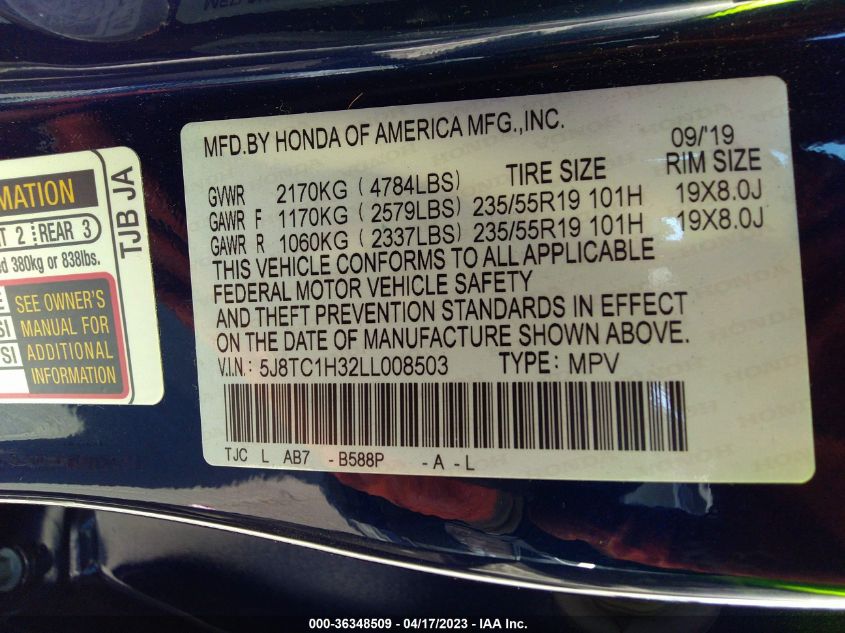 MATION
TJB JA
T 2 REAR 3
d 380kg or 838lbs.
SEE OWNER'S
MANUAL FOR
ADDITIONAL
INFORMATION
SI
SI
MFD.BY HONDA OF AMERICA MFG.,INC.
09/'19
TIRE SIZE RIM SIZE
GVWR 2170KG ( 4784LBS)
GAWR F 1170KG ( 2579LBS) 235/55R19 101H 19X8.0J
GAWR R 1060KG ( 2337LBS) 235/55R19 101H 19X8.0J
THIS VEHICLE CONFORMS TO ALL APPLICABLE
FEDERAL MOTOR VEHICLE SAFETY
AND THEFT PREVENTION STANDARDS IN EFFECT
ON THE DATE OF MANUFACTURE SHOWN ABOVE.
V.I.N: 5J8TC1H32LL008503 TYPE: MPV
TJC L AB7 - B588P - A - L
000-36348509 - 04/17/2023 - IAA Inc.